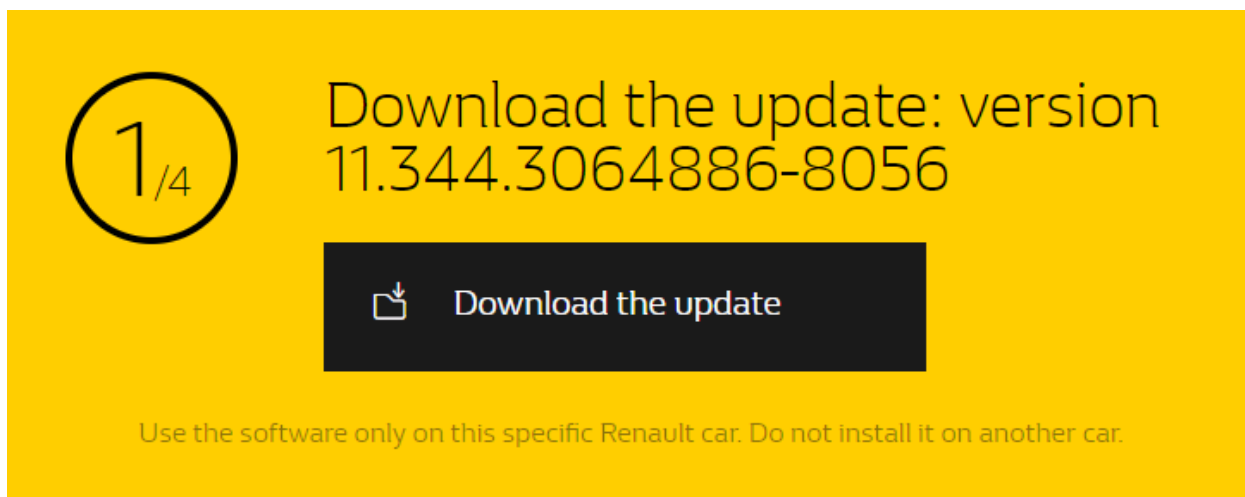 1/4
Download the update: version
11.344.3064886-8056
Download the update
Use the software only on this specific Renault car. Do not install it on another car.